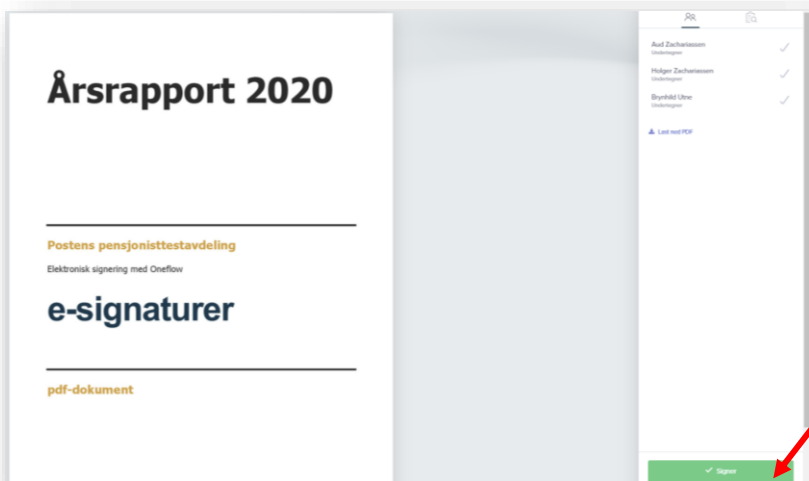 Årsrapport 2020
Postens pensjonisttestavdeling
Elektronisk signering med Oneflow
e-signaturer
pdf-dokument
Aud Zachariassen
Undertegner
Holger Zachariassen
Undertegner
Brynhild Utne
Undertegner
Last ned PDF
Signer